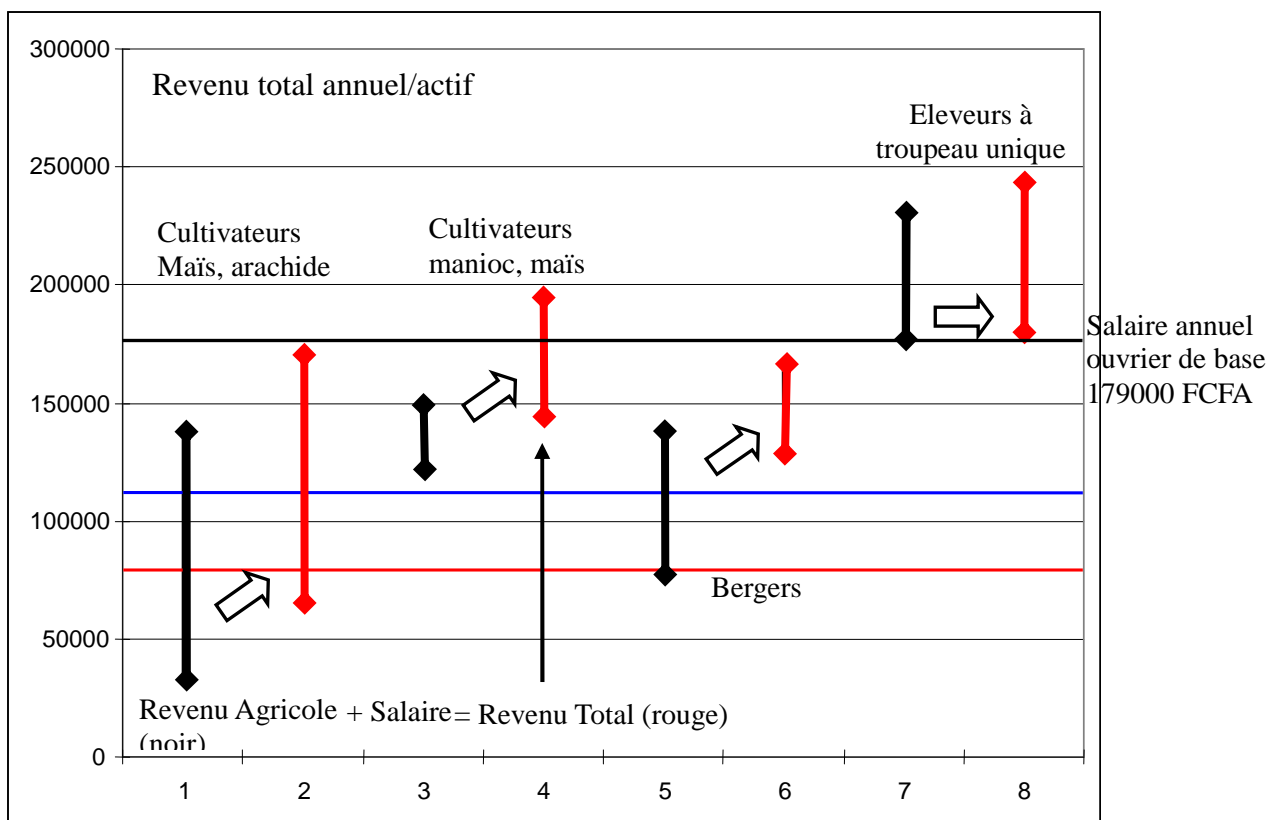 300000
Revenu total annuel/actif
Eleveurs à
troupeau unique
250000
Cultivateurs
Maïs, arachide
Cultivateurs
manioc, maïs
200000
Salaire annuel
ouvrier de base
179000 FCFA
150000
100000
Bergers
50000
Revenu Agricole + Salaire = Revenu Total (rouge)
(noir)
0
1 2 3 4 5 6 7 8